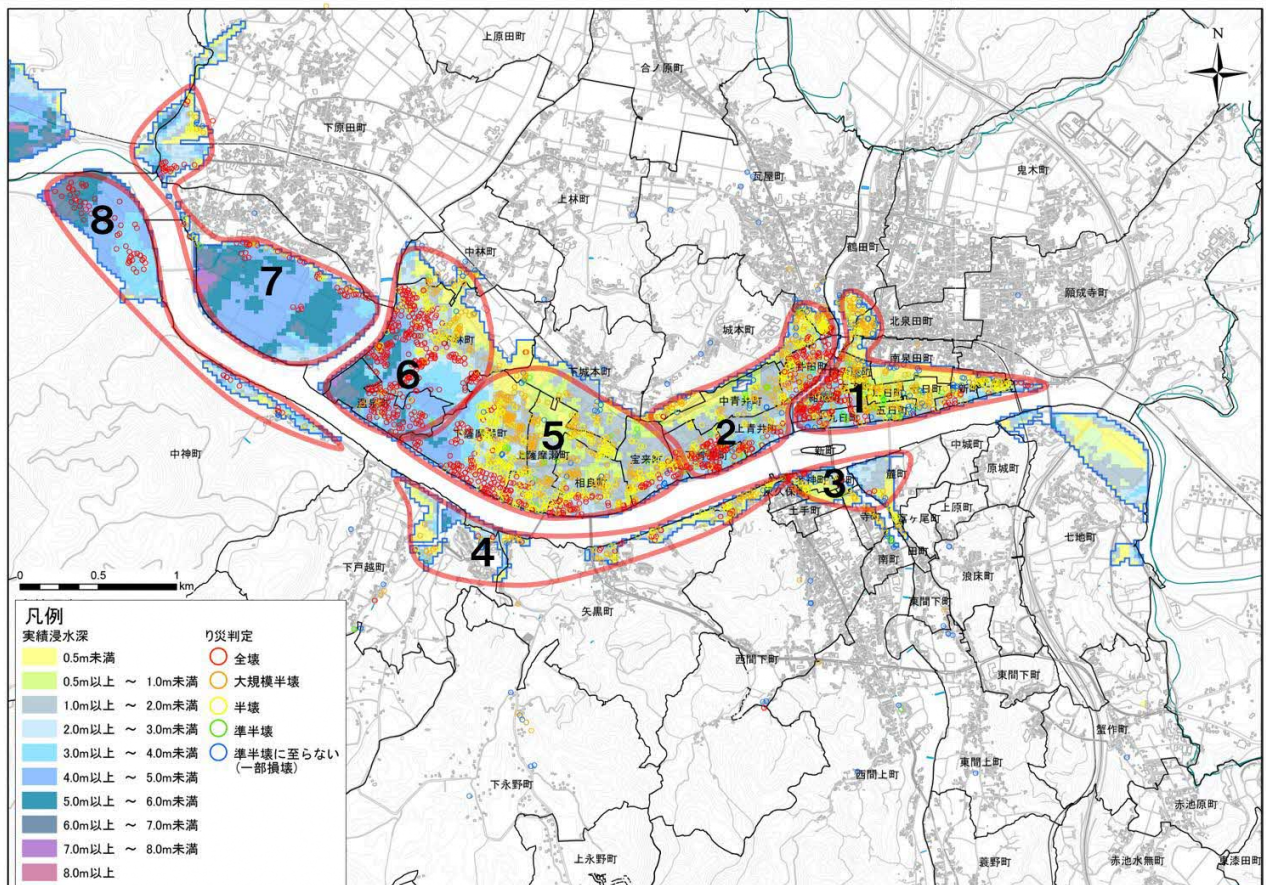 N
上原田町
合ノ原町
下原田町
瓦屋町
鬼木町
上林町
中林町
鶴田町
願成寺町
北泉田町
城本町
下城本町
南泉田町
8
7
6
5
2
1
3
4
中青井町
上青井町
五日町
九日町
上薩摩瀬町
宝来町
相良町
温泉町
中神町
新町
中城町
原城町
麓町
土手町
上原町
七地町
南町
田町
浪床町
下戸越町
矢黒町
東間下町
西間下町
東間下町
蟹作町
下永野町
西間上町
東間上町
赤池原町
上永野町
蓑野町
赤池水無町
0 0.5 1
km
凡例
実績浸水深
0.5m未満
0.5m以上 ～ 1.0m未満
1.0m以上 ～ 2.0m未満
2.0m以上 ～ 3.0m未満
3.0m以上 ～ 4.0m未満
4.0m以上 ～ 5.0m未満
5.0m以上 ～ 6.0m未満
6.0m以上 ～ 7.0m未満
7.0m以上 ～ 8.0m未満
8.0m以上
り災判定
全壊
大規模半壊
半壊
準半壊
準半壊に至らない
(一部損壊)